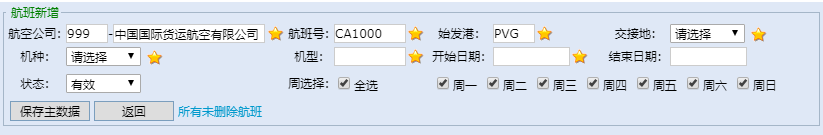 航班新增
航空公司: 999 -中国国际货运航空有限公司 航班号: CA1000 始发港: PVG 交接地: 请选择
机种: 请选择 机型: 开始日期: 结束日期:
状态: 有效 周选择: 全选 周一 周二 周三 周四 周五 周六 周日
保存主数据 返回 所有未删除航班